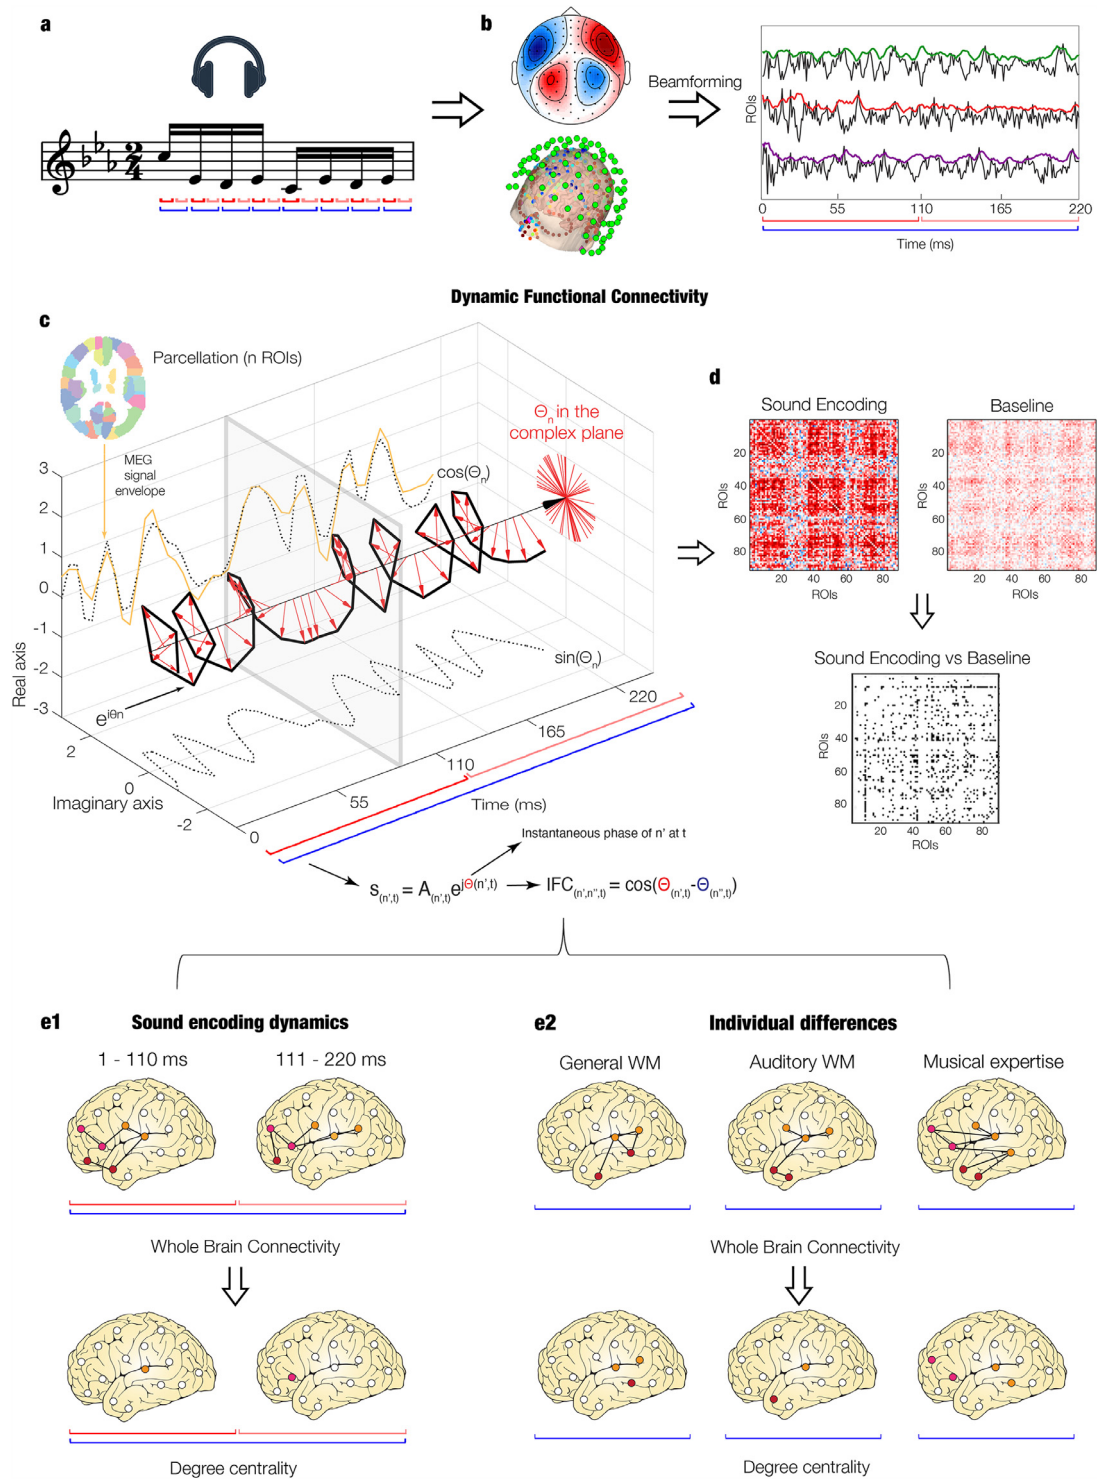 a
b
2
4
Beamforming
ROIs
0 55 110 165 220
Time (ms)
Dynamic Functional Connectivity
c
Parcellation (n ROIs)
MEG
signal
envelope
Θn in the
complex plane
cos(Θn)
sin(Θn)
3
2
1
0
-1
-2
-3
Real axis
eiθn
2
0
-2
Imaginary axis
0
55
110
165
220
Time (ms)
Instantaneous phase of n' at t
S(n',t) = A(n',t)ejΘ(n',t)
IFC(n',n'',t) = cos(Θ(n',t)-Θ(n'',t))
d
Sound Encoding
Baseline
ROIs
20
40
60
80
20 40 60 80
ROIs
ROIs
20
40
60
80
20 40 60 80
ROIs
Sound Encoding vs Baseline
ROIs
20
40
60
80
20 40 60 80
ROIs
e1
Sound encoding dynamics
1 - 110 ms
111 - 220 ms
Whole Brain Connectivity
Degree centrality
e2
Individual differences
General WM
Auditory WM
Musical expertise
Whole Brain Connectivity
Degree centrality